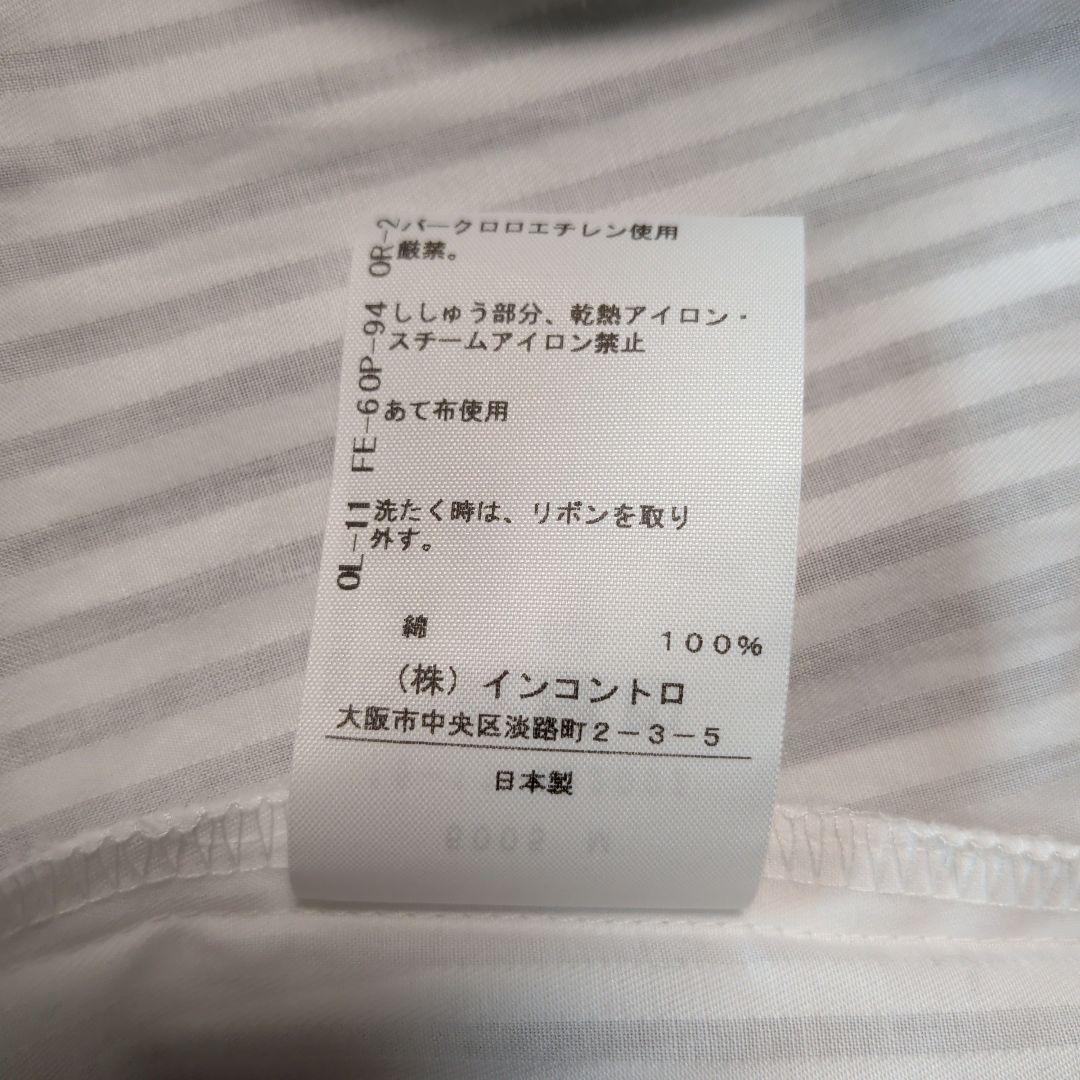 OR-2 パークロロエチレン使用
厳禁。
OP-94 ししゅう部分、乾熱アイロン・
スチームアイロン禁止
FE-6 あて布使用
OL-11 洗たく時は、リボンを取り
外す。
綿 100%
(株)インコントロ
大阪市中央区淡路町2-3-5
日本製